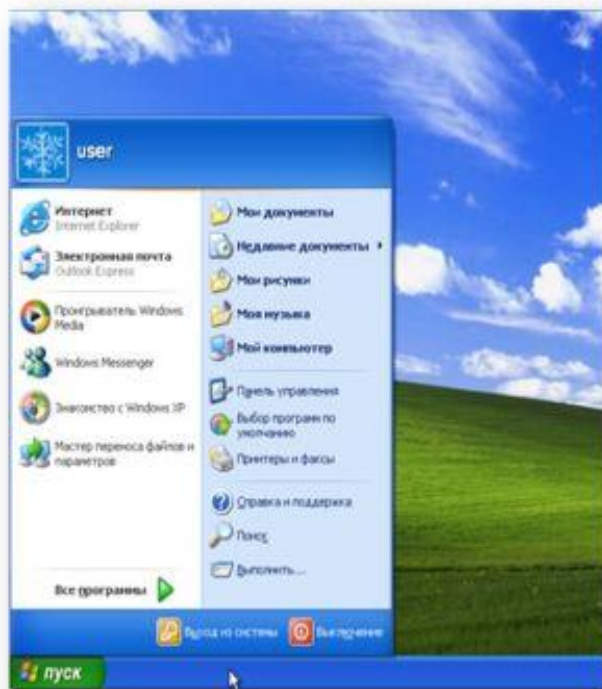 user
Интернет
Internet Explorer
Электронная почта
Outlook Express
Проигрыватель Windows
Media
Windows Messenger
Знакомство с Windows XP
Мастер переноса файлов и
параметров
Все программы
Мои документы
Недавние документы
Мои рисунки
Моя музыка
Мой компьютер
Панель управления
Выбор программ по
умолчанию
Принтеры и факсы
Справка и поддержка
Поиск
Выполнить...
Выход из системы
Выключение
пуск